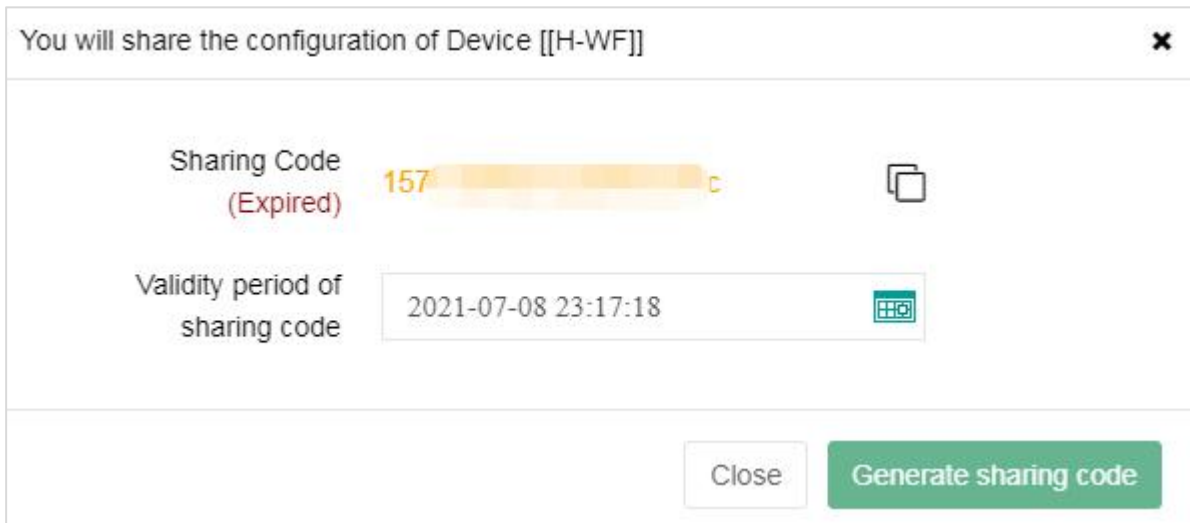 You will share the configuration of Device [[H-WF]]
Sharing Code
(Expired)
157 c
Validity period of
sharing code
2021-07-08 23:17:18
Close
Generate sharing code